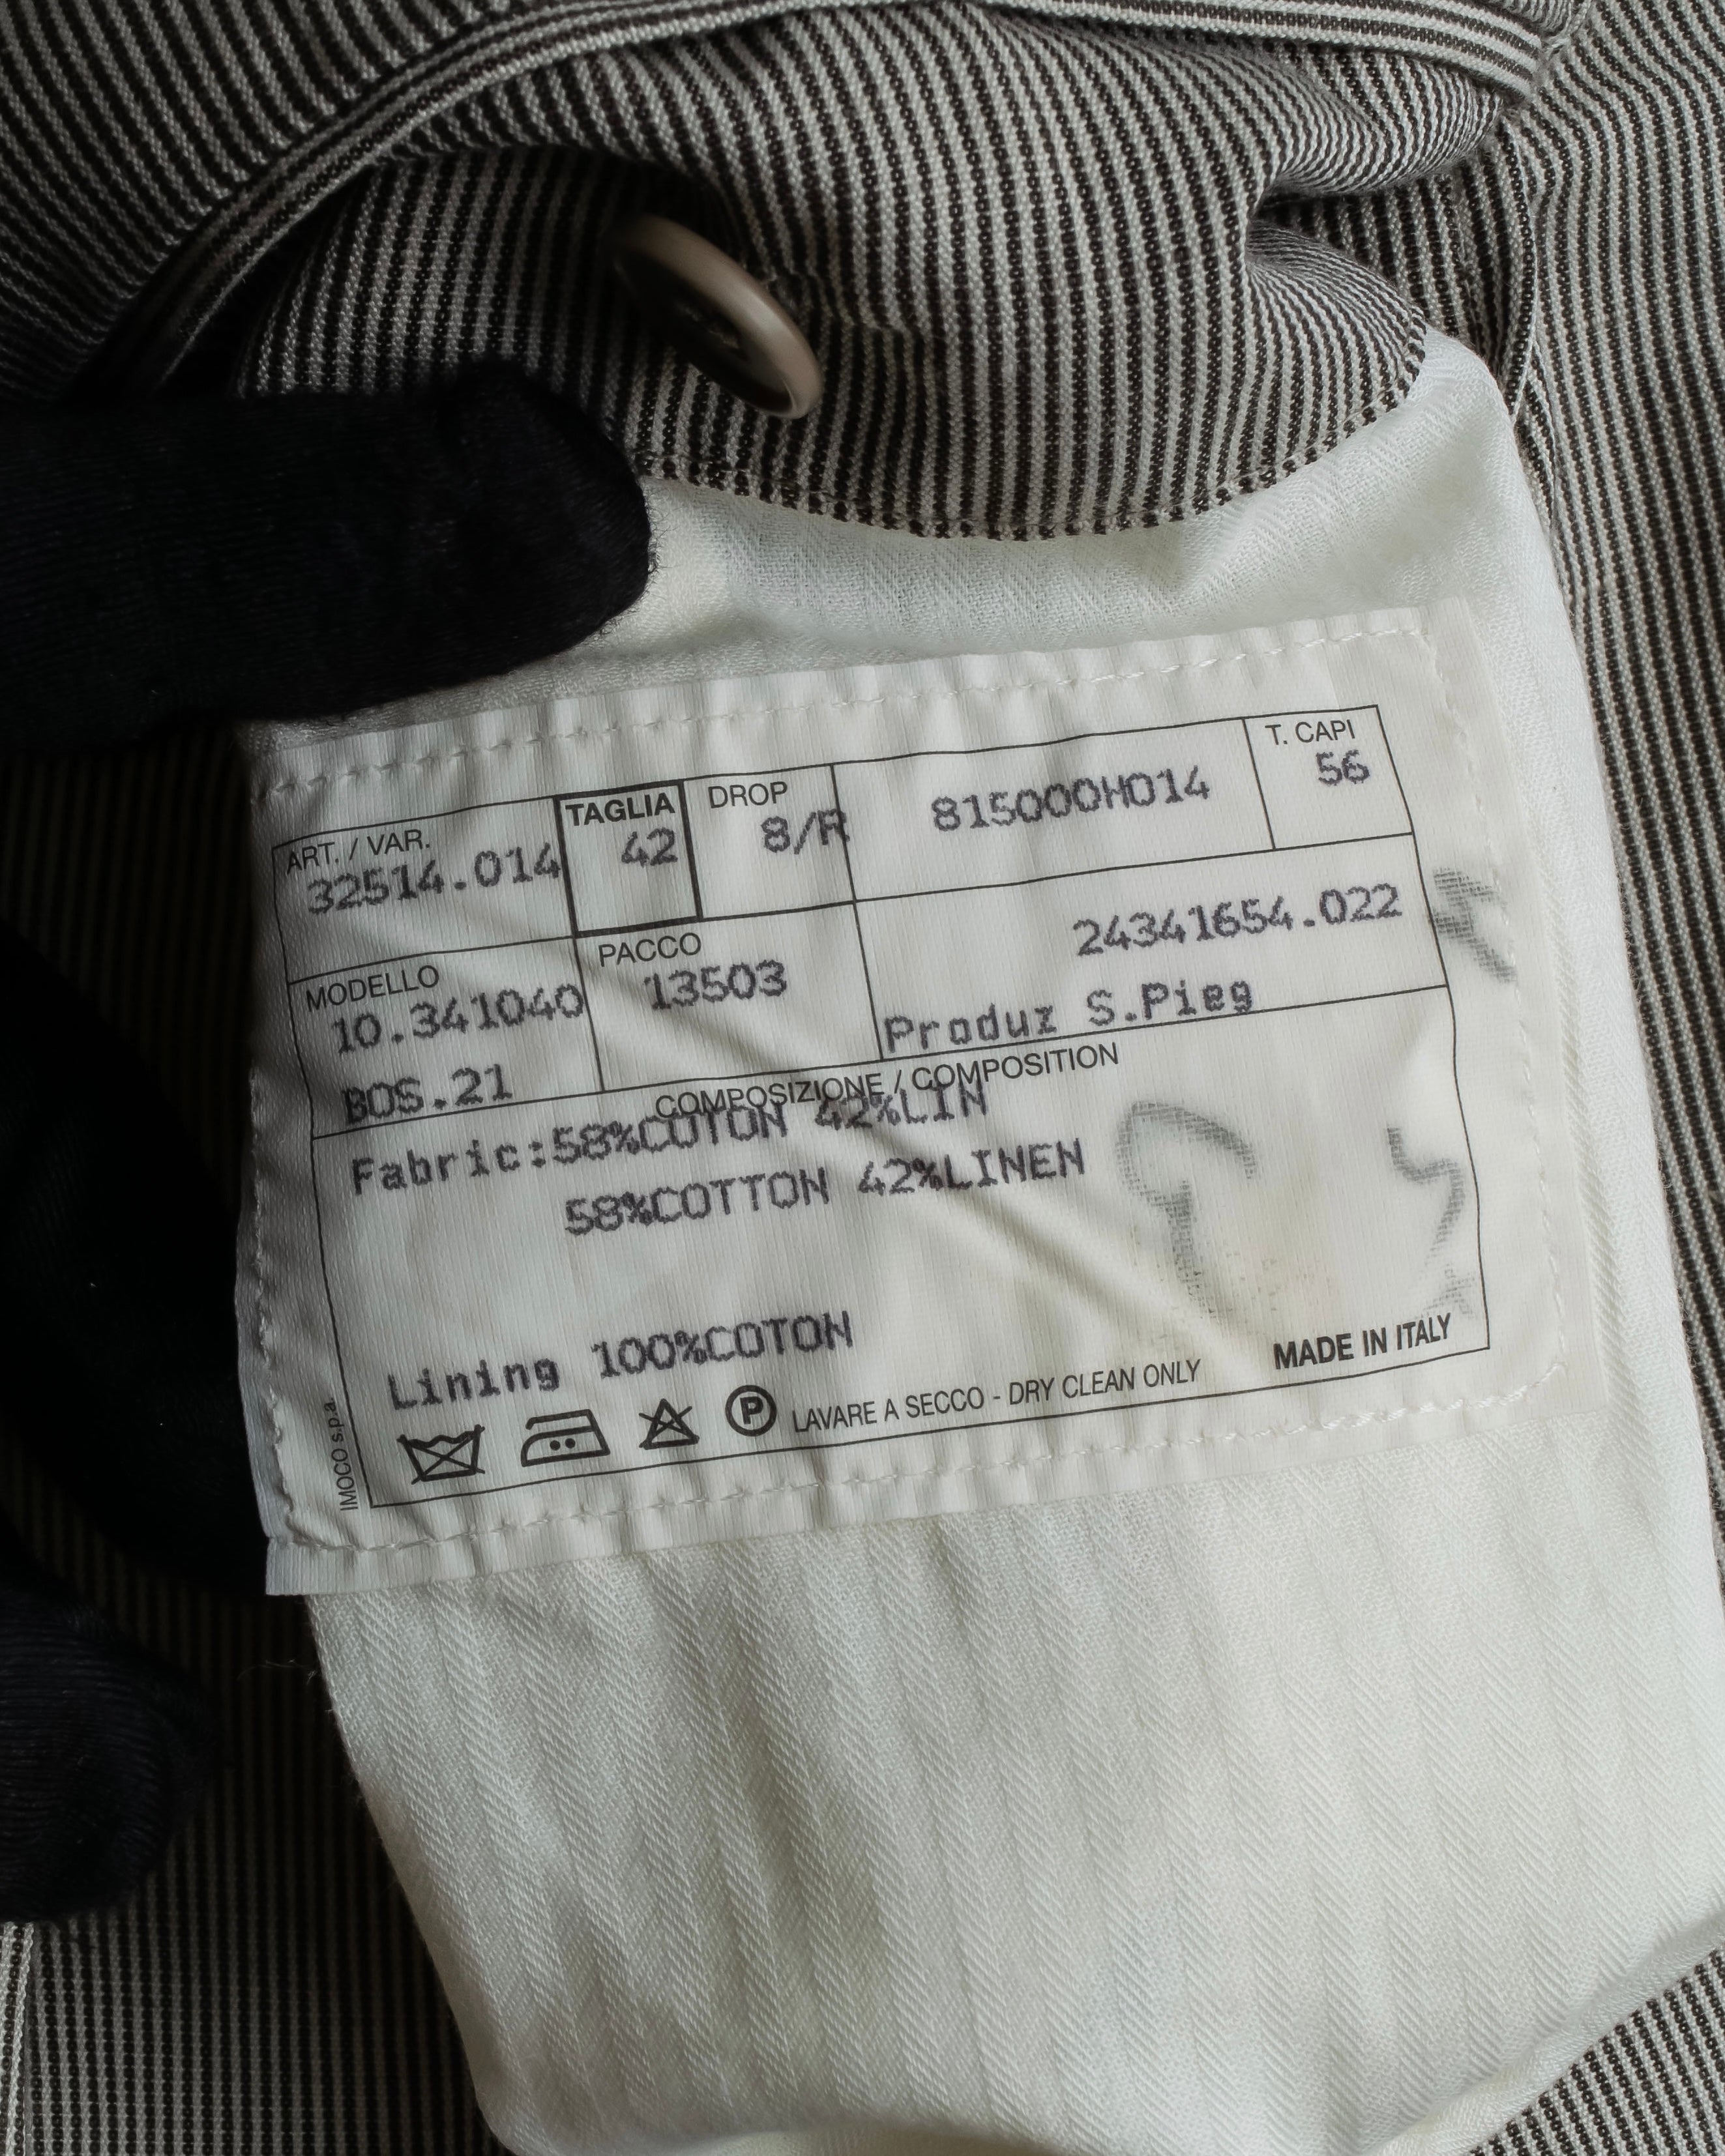 ART. / VAR.
32514.014
TAGLIA
42
DROP
8/R
815000H014
T. CAPI
56
MODELLO
10.341040
BOS.21
PACCO
13503
24341654.022
Produz S.Pieg
COMPOSIZIONE / COMPOSITION
Fabric:58%COTON 42%LIN
58%COTTON 42%LINEN
Lining 100%COTON
P LAVARE A SECCO - DRY CLEAN ONLY
MADE IN ITALY
IMOCO s.p.a.